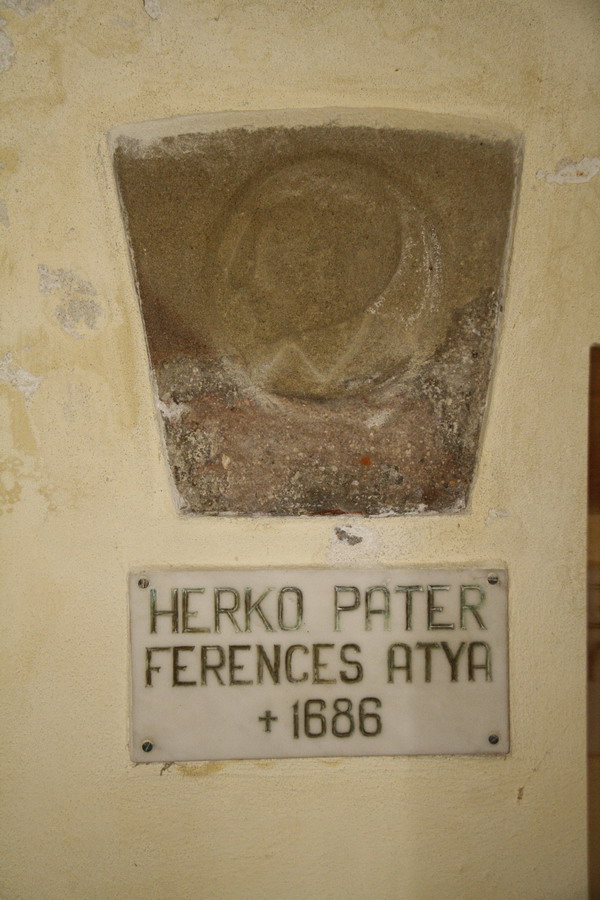 HERKO PATER
FERENCES ATYA
✝ 1686